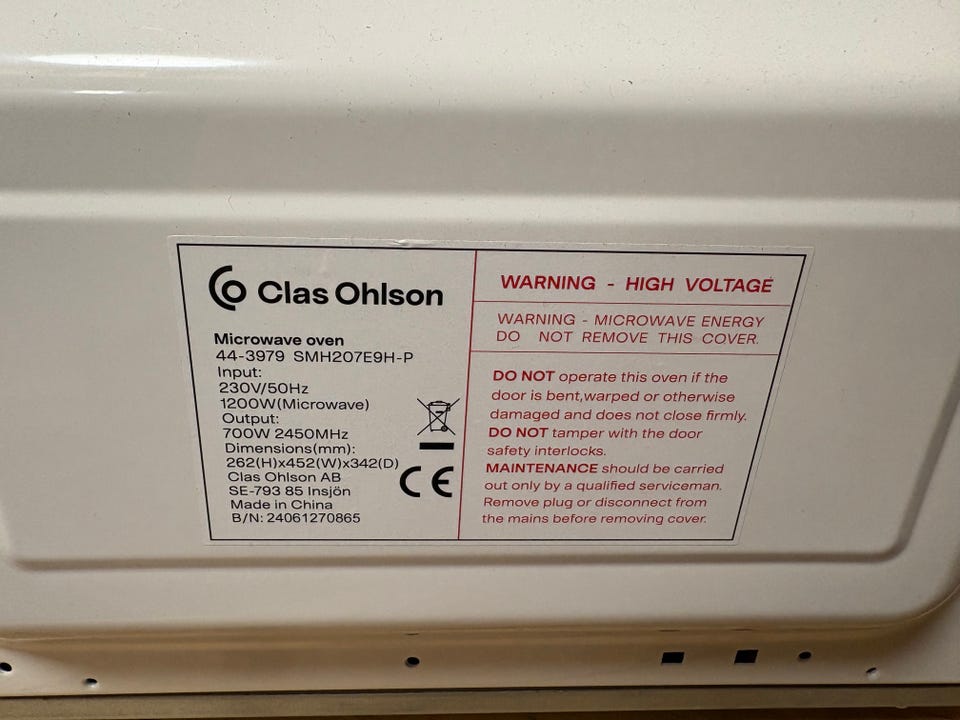 Clas Ohlson
Microwave oven
44-3979 SMH207E9H-P
Input:
230V/50Hz
1200W(Microwave)
Output:
700W 2450MHz
Dimensions(mm):
262(H)x452(W)x342(D)
Clas Ohlson AB
SE-793 85 Insjön
Made in China
B/N: 24061270865
CE
WARNING - HIGH VOLTAGE
WARNING - MICROWAVE ENERGY
DO NOT REMOVE THIS COVER.
DO NOT operate this oven if the
door is bent,warped or otherwise
damaged and does not close firmly.
DO NOT tamper with the door
safety interlocks.
MAINTENANCE should be carried
out only by a qualified serviceman.
Remove plug or disconnect from
the mains before removing cover.